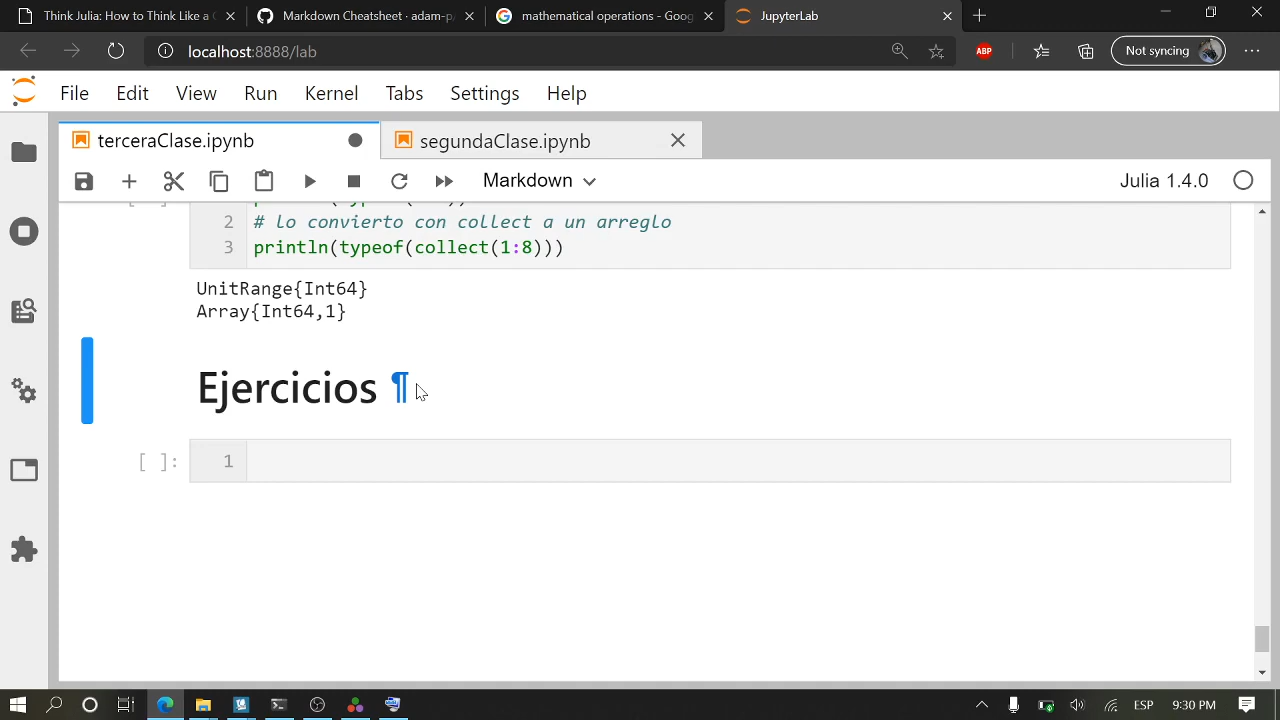 Think Julia: How to Think Like a C
Markdown Cheatsheet · adam-p/
mathematical operations - Goog
JupyterLab
localhost:8888/lab
ABP
Not syncing
File Edit View Run Kernel Tabs Settings Help
terceraClase.ipynb
segundaClase.ipynb
Markdown
Julia 1.4.0
2 # lo convierto con collect a un arreglo
3 println(typeof(collect(1:8)))
UnitRange{Int64}
Array{Int64,1}
Ejercicios ¶
[ ]: 1
ESP 9:30 PM